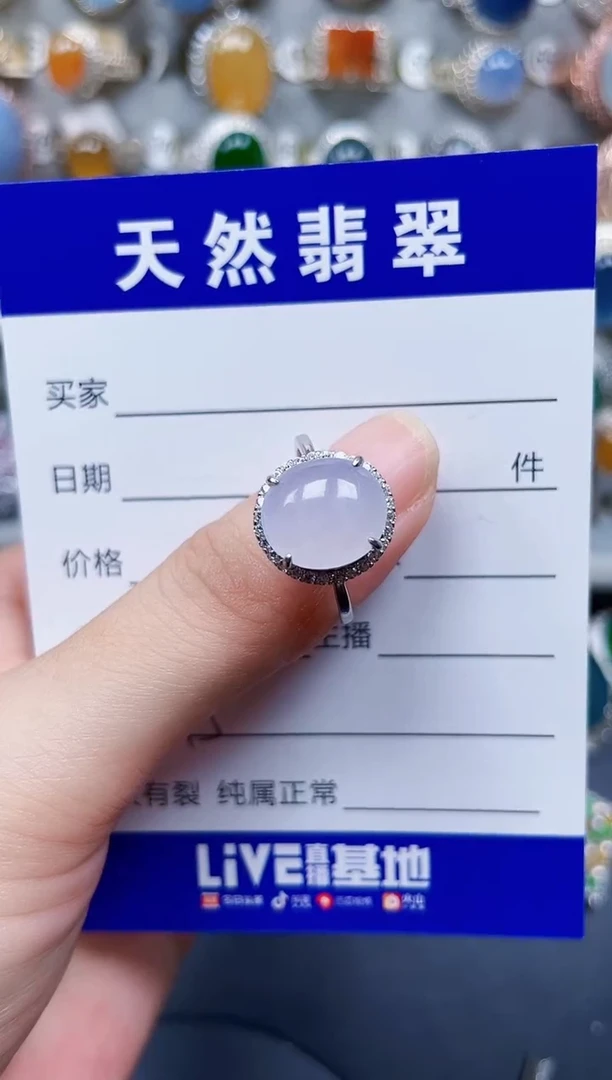 天然翡翠
买家
日期 件
价格
主播
有裂 纯属正常
LiVE直播基地